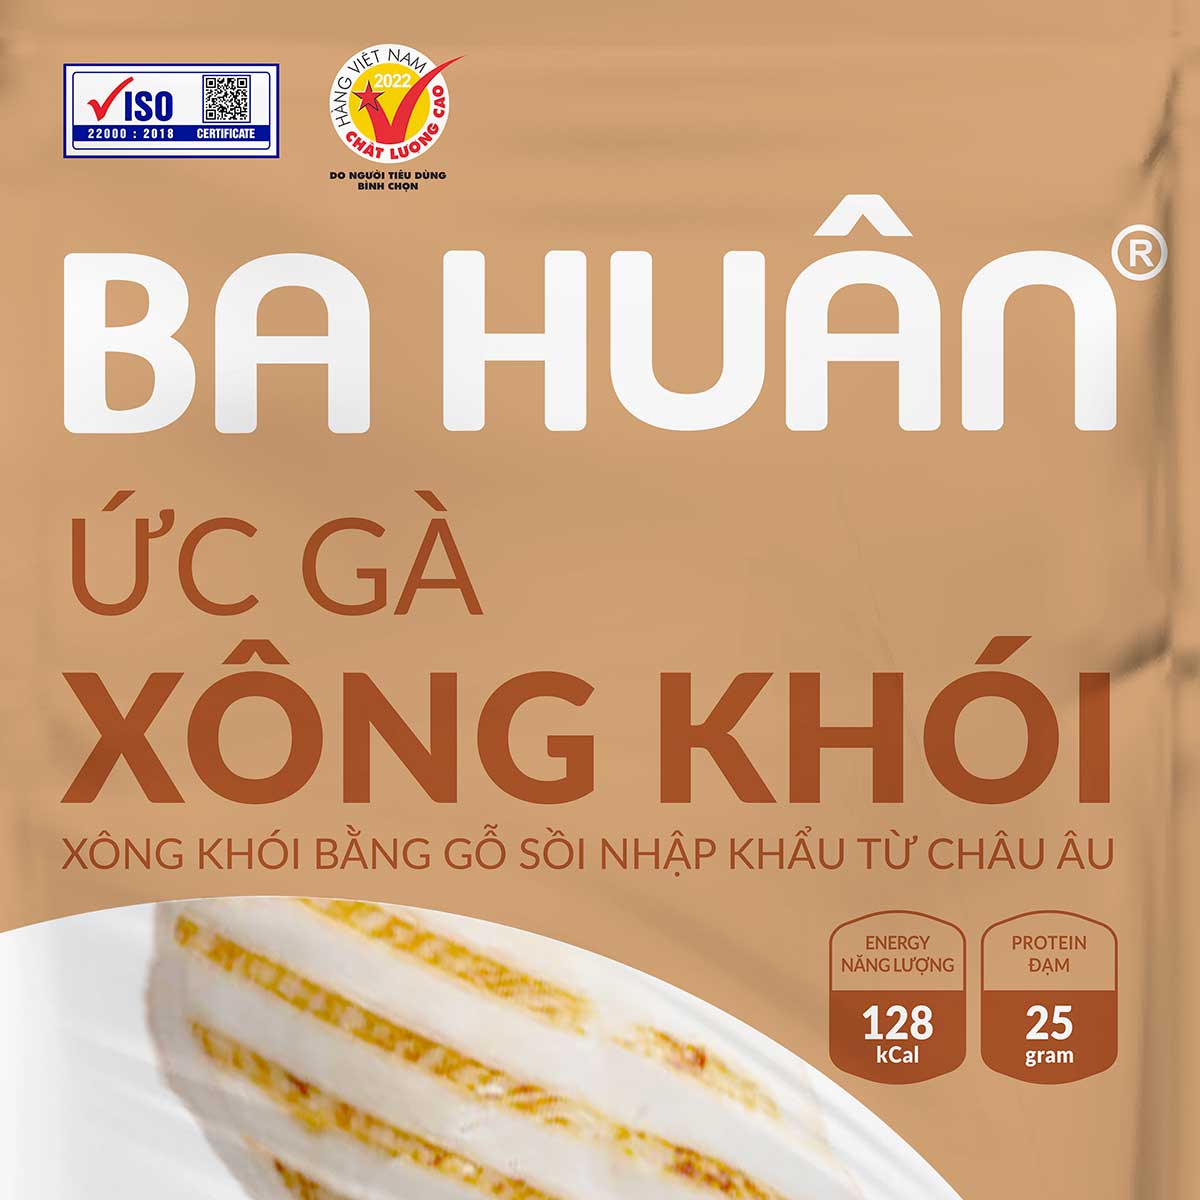 ISO
22000 : 2018 CERTIFICATE
HÀNG VIỆT NAM
2022
CHẤT LƯỢNG CAO
DO NGƯỜI TIÊU DÙNG
BÌNH CHỌN
BA HUÂN®
ỨC GÀ
XÔNG KHÓI
XÔNG KHÓI BẰNG GỖ SỒI NHẬP KHẨU TỪ CHÂU ÂU
ENERGY
NĂNG LƯỢNG
128
kCal
PROTEIN
ĐẠM
25
gram